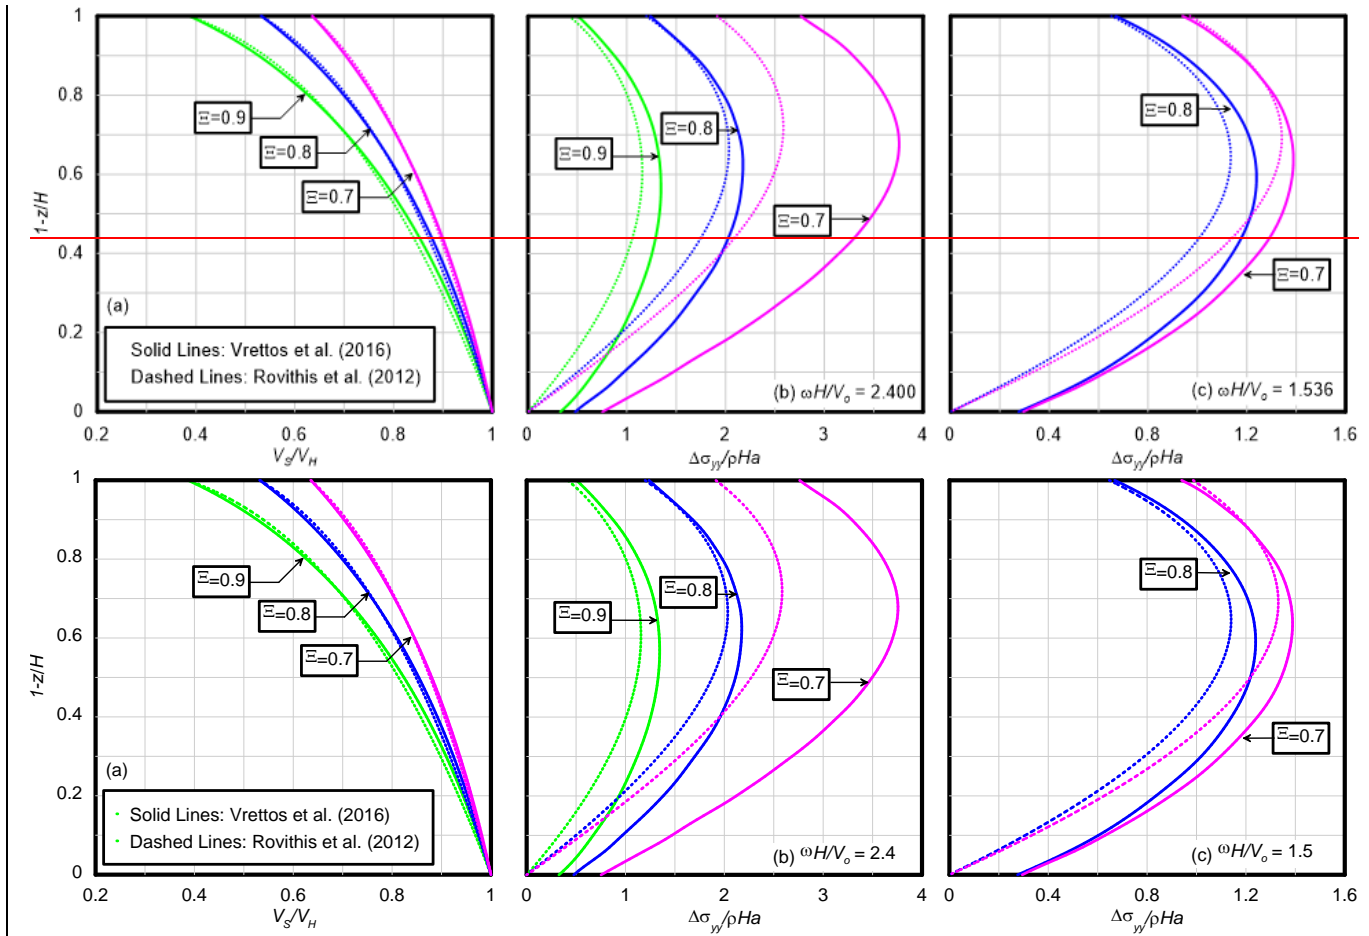 1
0.8
0.6
0.4
0.2
0
1-z/H
Ξ=0.9
Ξ=0.8
Ξ=0.7
(a)
Solid Lines: Vrettos et al. (2016)
Dashed Lines: Rovithis et al. (2012)
0.2 0.4 0.6 0.8 1
V_S/V_H
Ξ=0.8
Ξ=0.9
Ξ=0.7
(b) ωH/V_o = 2.400
0 1 2 3 4
Δσ_yy/ρHa
Ξ=0.8
Ξ=0.7
(c) ωH/V_o = 1.536
0 0.4 0.8 1.2 1.6
Δσ_yy/ρHa
1
0.8
0.6
0.4
0.2
0
1-z/H
Ξ=0.9
Ξ=0.8
Ξ=0.7
(a)
Solid Lines: Vrettos et al. (2016)
Dashed Lines: Rovithis et al. (2012)
0.2 0.4 0.6 0.8 1
V_S/V_H
Ξ=0.8
Ξ=0.9
Ξ=0.7
(b) ωH/V_o = 2.4
0 1 2 3 4
Δσ_yy/ρHa
Ξ=0.8
Ξ=0.7
(c) ωH/V_o = 1.5
0 0.4 0.8 1.2 1.6
Δσ_yy/ρHa